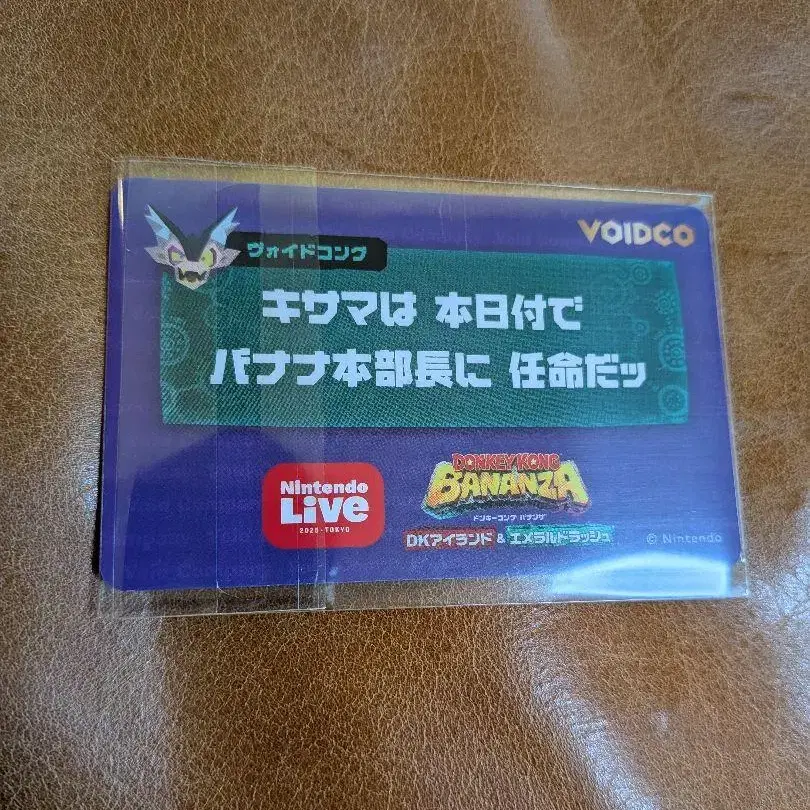 VOIDCO
ヴォイドコング
キサマは 本日付で
バナナ本部長に 任命だッ
Nintendo
Live
2025・TOKYO
DONKEY KONG
BANANZA
ドンキーコング バナンザ
DKアイランド & エメラルドラッシュ
© Nintendo